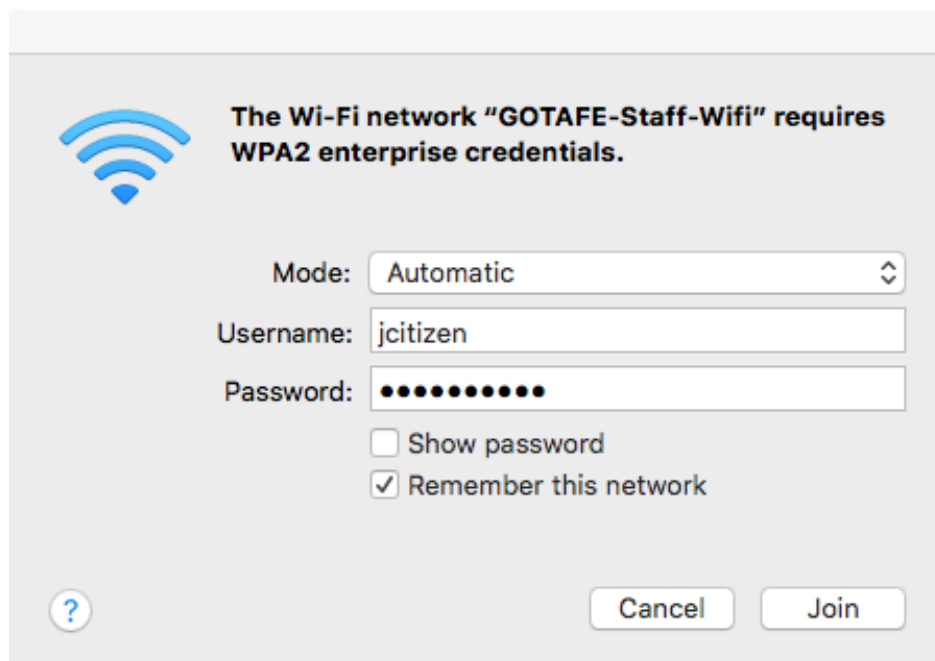 The Wi-Fi network “GOTAFE-Staff-Wifi” requires
WPA2 enterprise credentials.
Mode: Automatic
Username: jcitizen
Password: ••••••••••
Show password
Remember this network
? Cancel Join